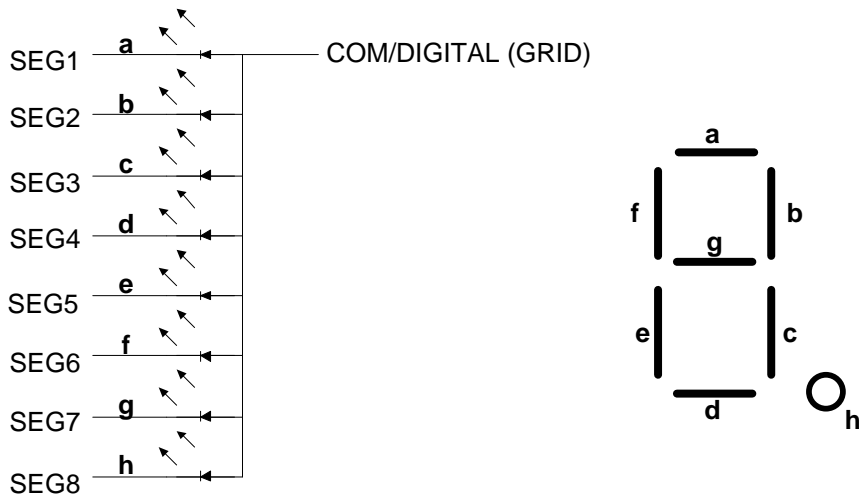 SEG1 a COM/DIGITAL (GRID)
SEG2 b
SEG3 c
SEG4 d
SEG5 e
SEG6 f
SEG7 g
SEG8 h
a
f b
g
e c
d
h